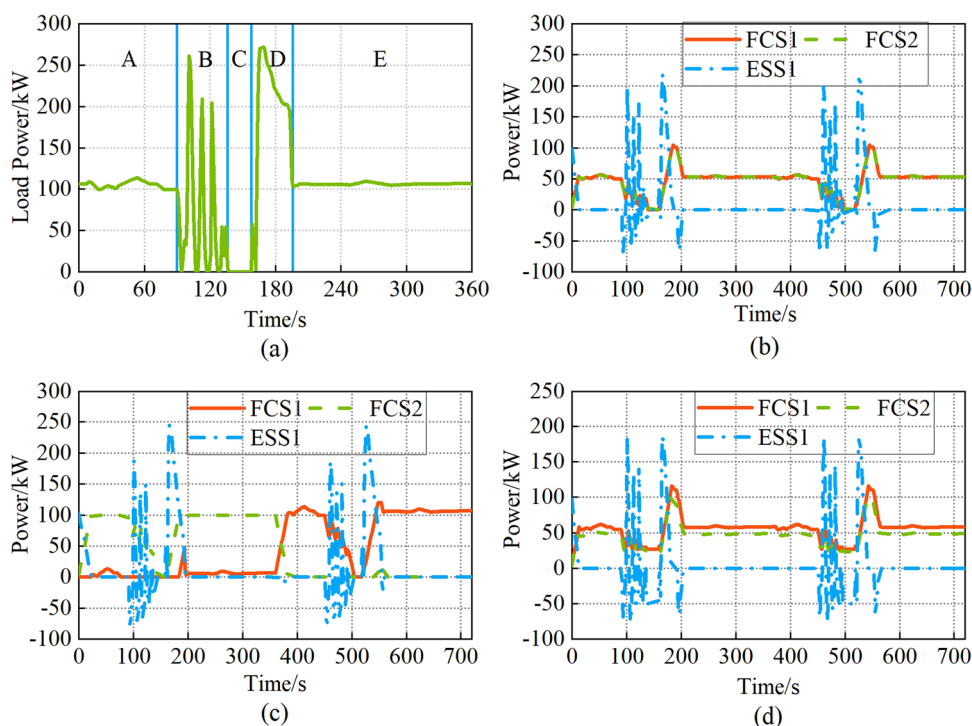 300
250
200
150
100
50
0
Load Power/kW
A B C D E
0 60 120 180 240 300 360
Time/s
(a)
300
250
200
150
100
50
0
-50
-100
Power/kW
FCS1 FCS2
ESS1
0 100 200 300 400 500 600 700
Time/s
(b)
300
250
200
150
100
50
0
-50
-100
Power/kW
FCS1 FCS2
ESS1
0 100 200 300 400 500 600 700
Time/s
(c)
250
200
150
100
50
0
-50
-100
Power/kW
FCS1 FCS2
ESS1
0 100 200 300 400 500 600 700
Time/s
(d)